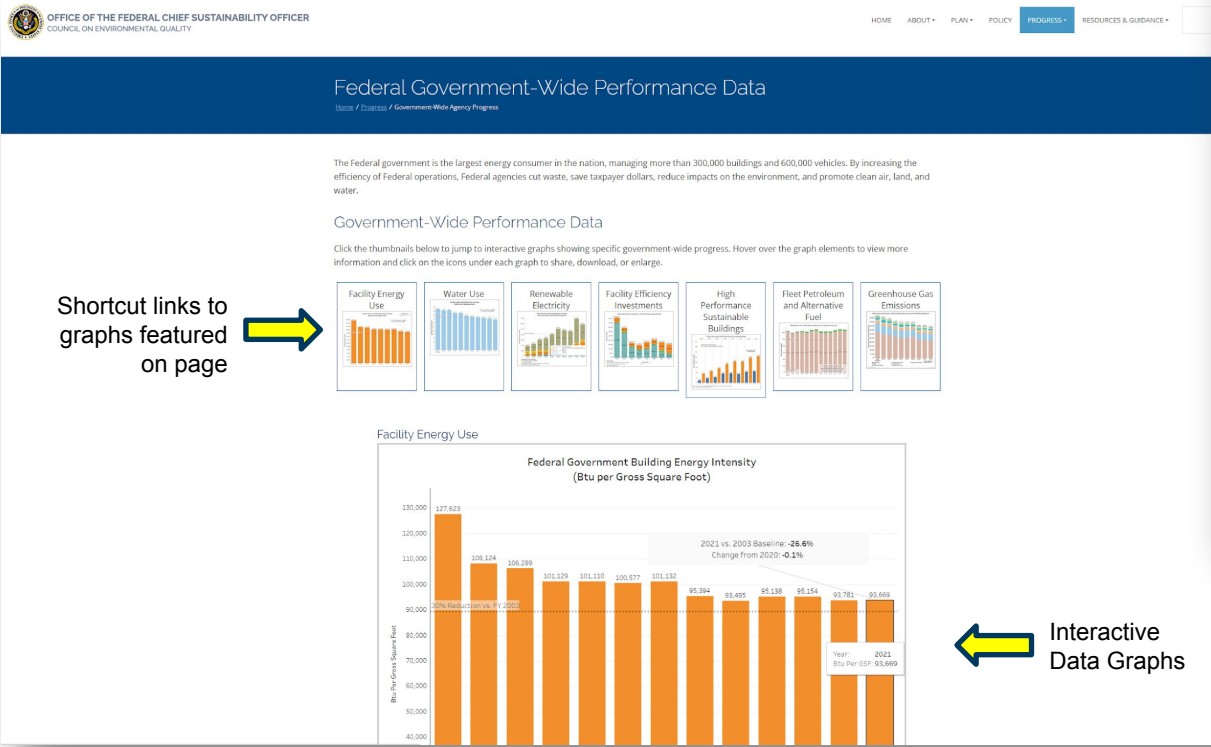 OFFICE OF THE FEDERAL CHIEF SUSTAINABILITY OFFICER
COUNCIL ON ENVIRONMENTAL QUALITY
HOME ABOUT PLAN POLICY PROGRESS RESOURCES & GUIDANCE
Federal Government-Wide Performance Data
Home / Progress / Government-Wide Agency Progress
The Federal government is the largest energy consumer in the nation, managing more than 300,000 buildings and 600,000 vehicles. By increasing the
efficiency of Federal operations, Federal agencies cut waste, save taxpayer dollars, reduce impacts on the environment, and promote clean air, land, and
water.
Government-Wide Performance Data
Click the thumbnails below to jump to interactive graphs showing specific government-wide progress. Hover over the graph elements to view more
information and click on the icons under each graph to share, download, or enlarge.
Shortcut links to
graphs featured
on page
Facility Energy
Use
Water Use
Renewable
Electricity
Facility Efficiency
Investments
High
Performance
Sustainable
Buildings
Fleet Petroleum
and Alternative
Fuel
Greenhouse Gas
Emissions
Facility Energy Use
Federal Government Building Energy Intensity
(Btu per Gross Square Foot)
Btu Per Gross Square Foot
130,000
120,000
110,000
100,000
90,000
80,000
70,000
60,000
50,000
40,000
127,623
108,124
106,289
101,129
101,110
100,577
101,132
95,394
93,495
95,138
95,154
93,781
93,669
2021 vs. 2003 Baseline: -26.6%
Change from 2020: -0.1%
30% Reduction vs. FY 2003
Year: 2021
Btu Per GSF: 93,669
Interactive
Data Graphs